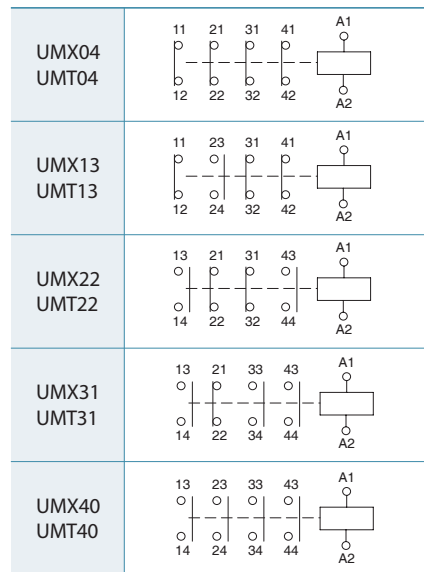 UMX04
UMT04
11 21 31 41 A1
12 22 32 42 A2
UMX13
UMT13
11 23 31 41 A1
12 24 32 42 A2
UMX22
UMT22
13 21 31 43 A1
14 22 32 44 A2
UMX31
UMT31
13 21 33 43 A1
14 22 34 44 A2
UMX40
UMT40
13 23 33 43 A1
14 24 34 44 A2